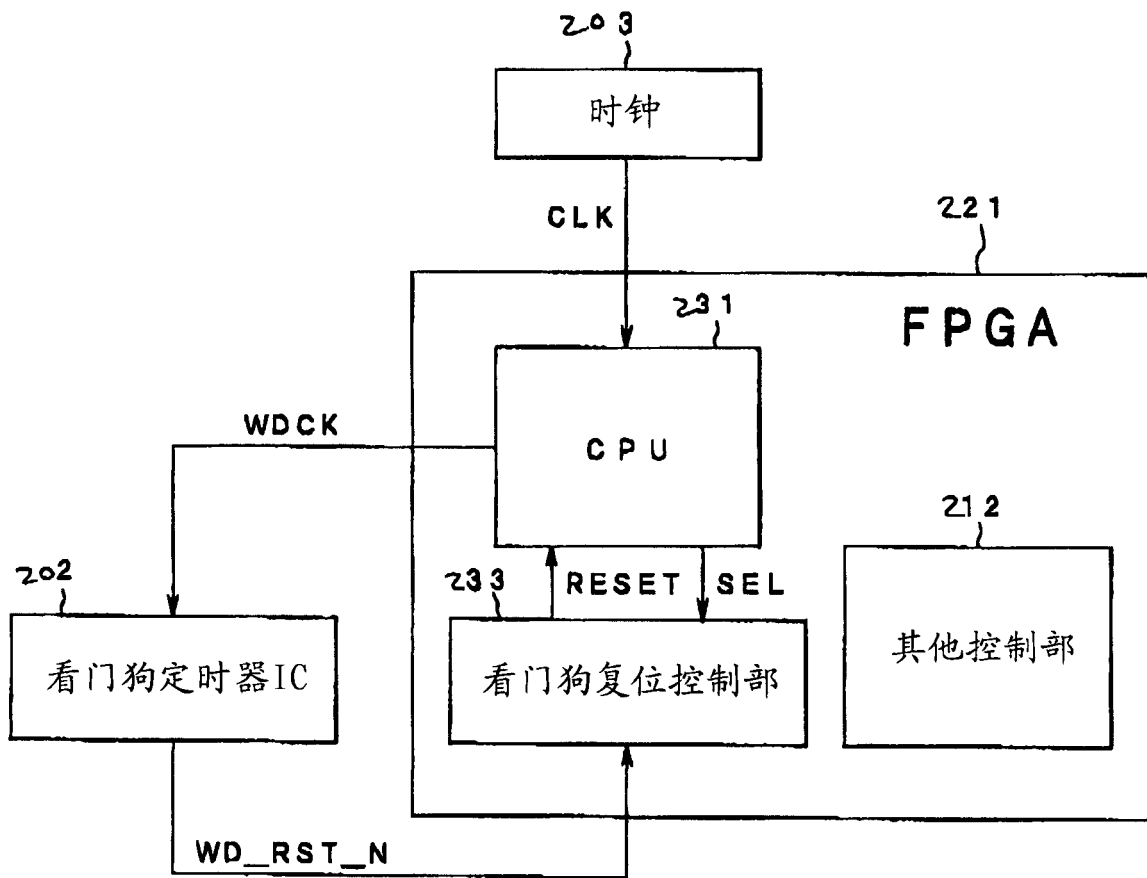 203
时钟
CLK
221
FPGA
231
CPU
WDCK
212
其他控制部
202
看门狗定时器IC
233
RESET
SEL
看门狗复位控制部
WD_RST_N